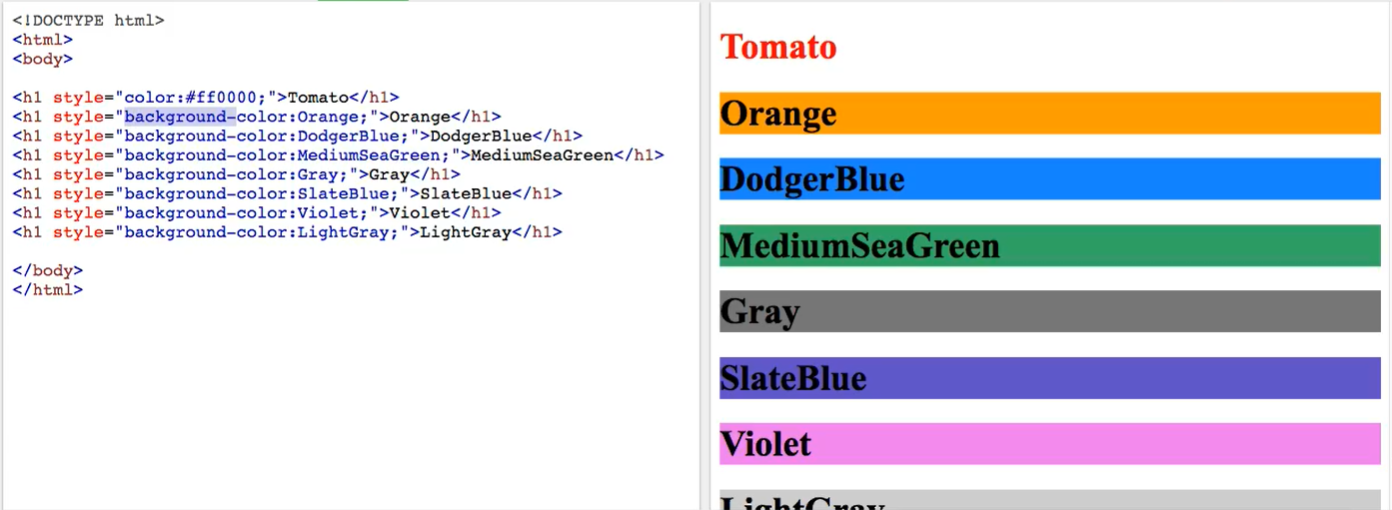 <!DOCTYPE html>
<html>
<body>
<h1 style="color:#ff0000;">Tomato</h1>
<h1 style="background-color:Orange;">Orange</h1>
<h1 style="background-color:DodgerBlue;">DodgerBlue</h1>
<h1 style="background-color:MediumSeaGreen;">MediumSeaGreen</h1>
<h1 style="background-color:Gray;">Gray</h1>
<h1 style="background-color:SlateBlue;">SlateBlue</h1>
<h1 style="background-color:Violet;">Violet</h1>
<h1 style="background-color:LightGray;">LightGray</h1>
</body>
</html>
Tomato
Orange
DodgerBlue
MediumSeaGreen
Gray
SlateBlue
Violet
LightGray